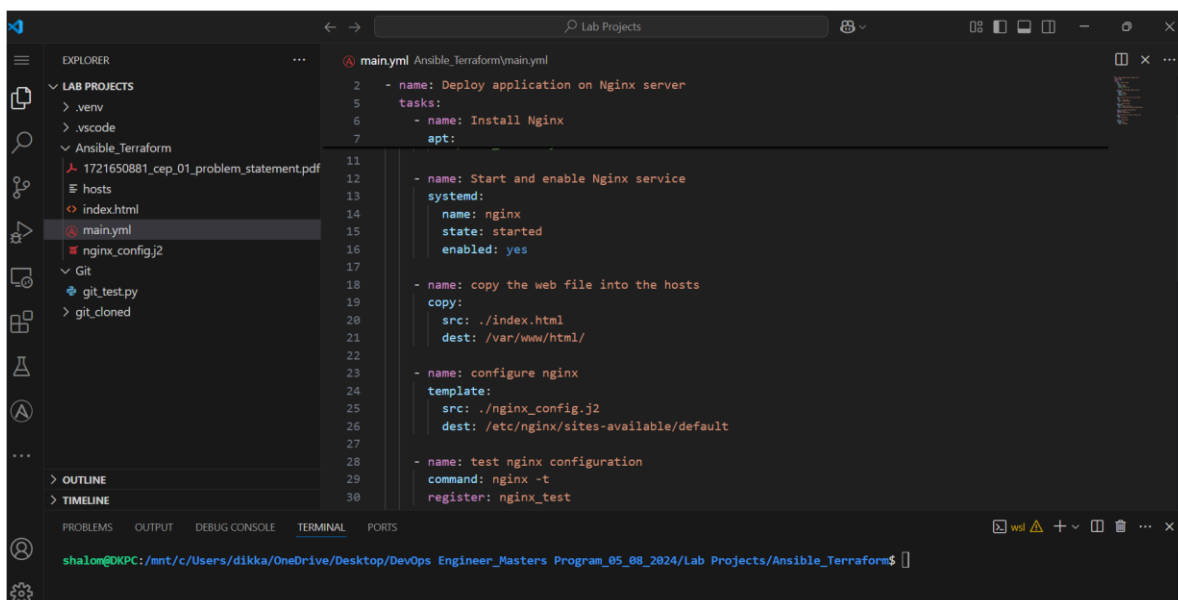 Lab Projects
EXPLORER
LAB PROJECTS
.venv
.vscode
Ansible_Terraform
1721650881_cep_01_problem_statement.pdf
hosts
index.html
main.yml
nginx_config.j2
Git
git_test.py
git_cloned
OUTLINE
TIMELINE
main.yml Ansible_Terraform\main.yml
2 - name: Deploy application on Nginx server
5 tasks:
6 - name: Install Nginx
7 apt:
11
12 - name: Start and enable Nginx service
13 systemd:
14 name: nginx
15 state: started
16 enabled: yes
17
18 - name: copy the web file into the hosts
19 copy:
20 src: ./index.html
21 dest: /var/www/html/
22
23 - name: configure nginx
24 template:
25 src: ./nginx_config.j2
26 dest: /etc/nginx/sites-available/default
27
28 - name: test nginx configuration
29 command: nginx -t
30 register: nginx_test
PROBLEMS OUTPUT DEBUG CONSOLE TERMINAL PORTS
wsl
shalom@DKPC:/mnt/c/Users/dikka/OneDrive/Desktop/DevOps Engineer_Masters Program_05_08_2024/Lab Projects/Ansible_Terraform$